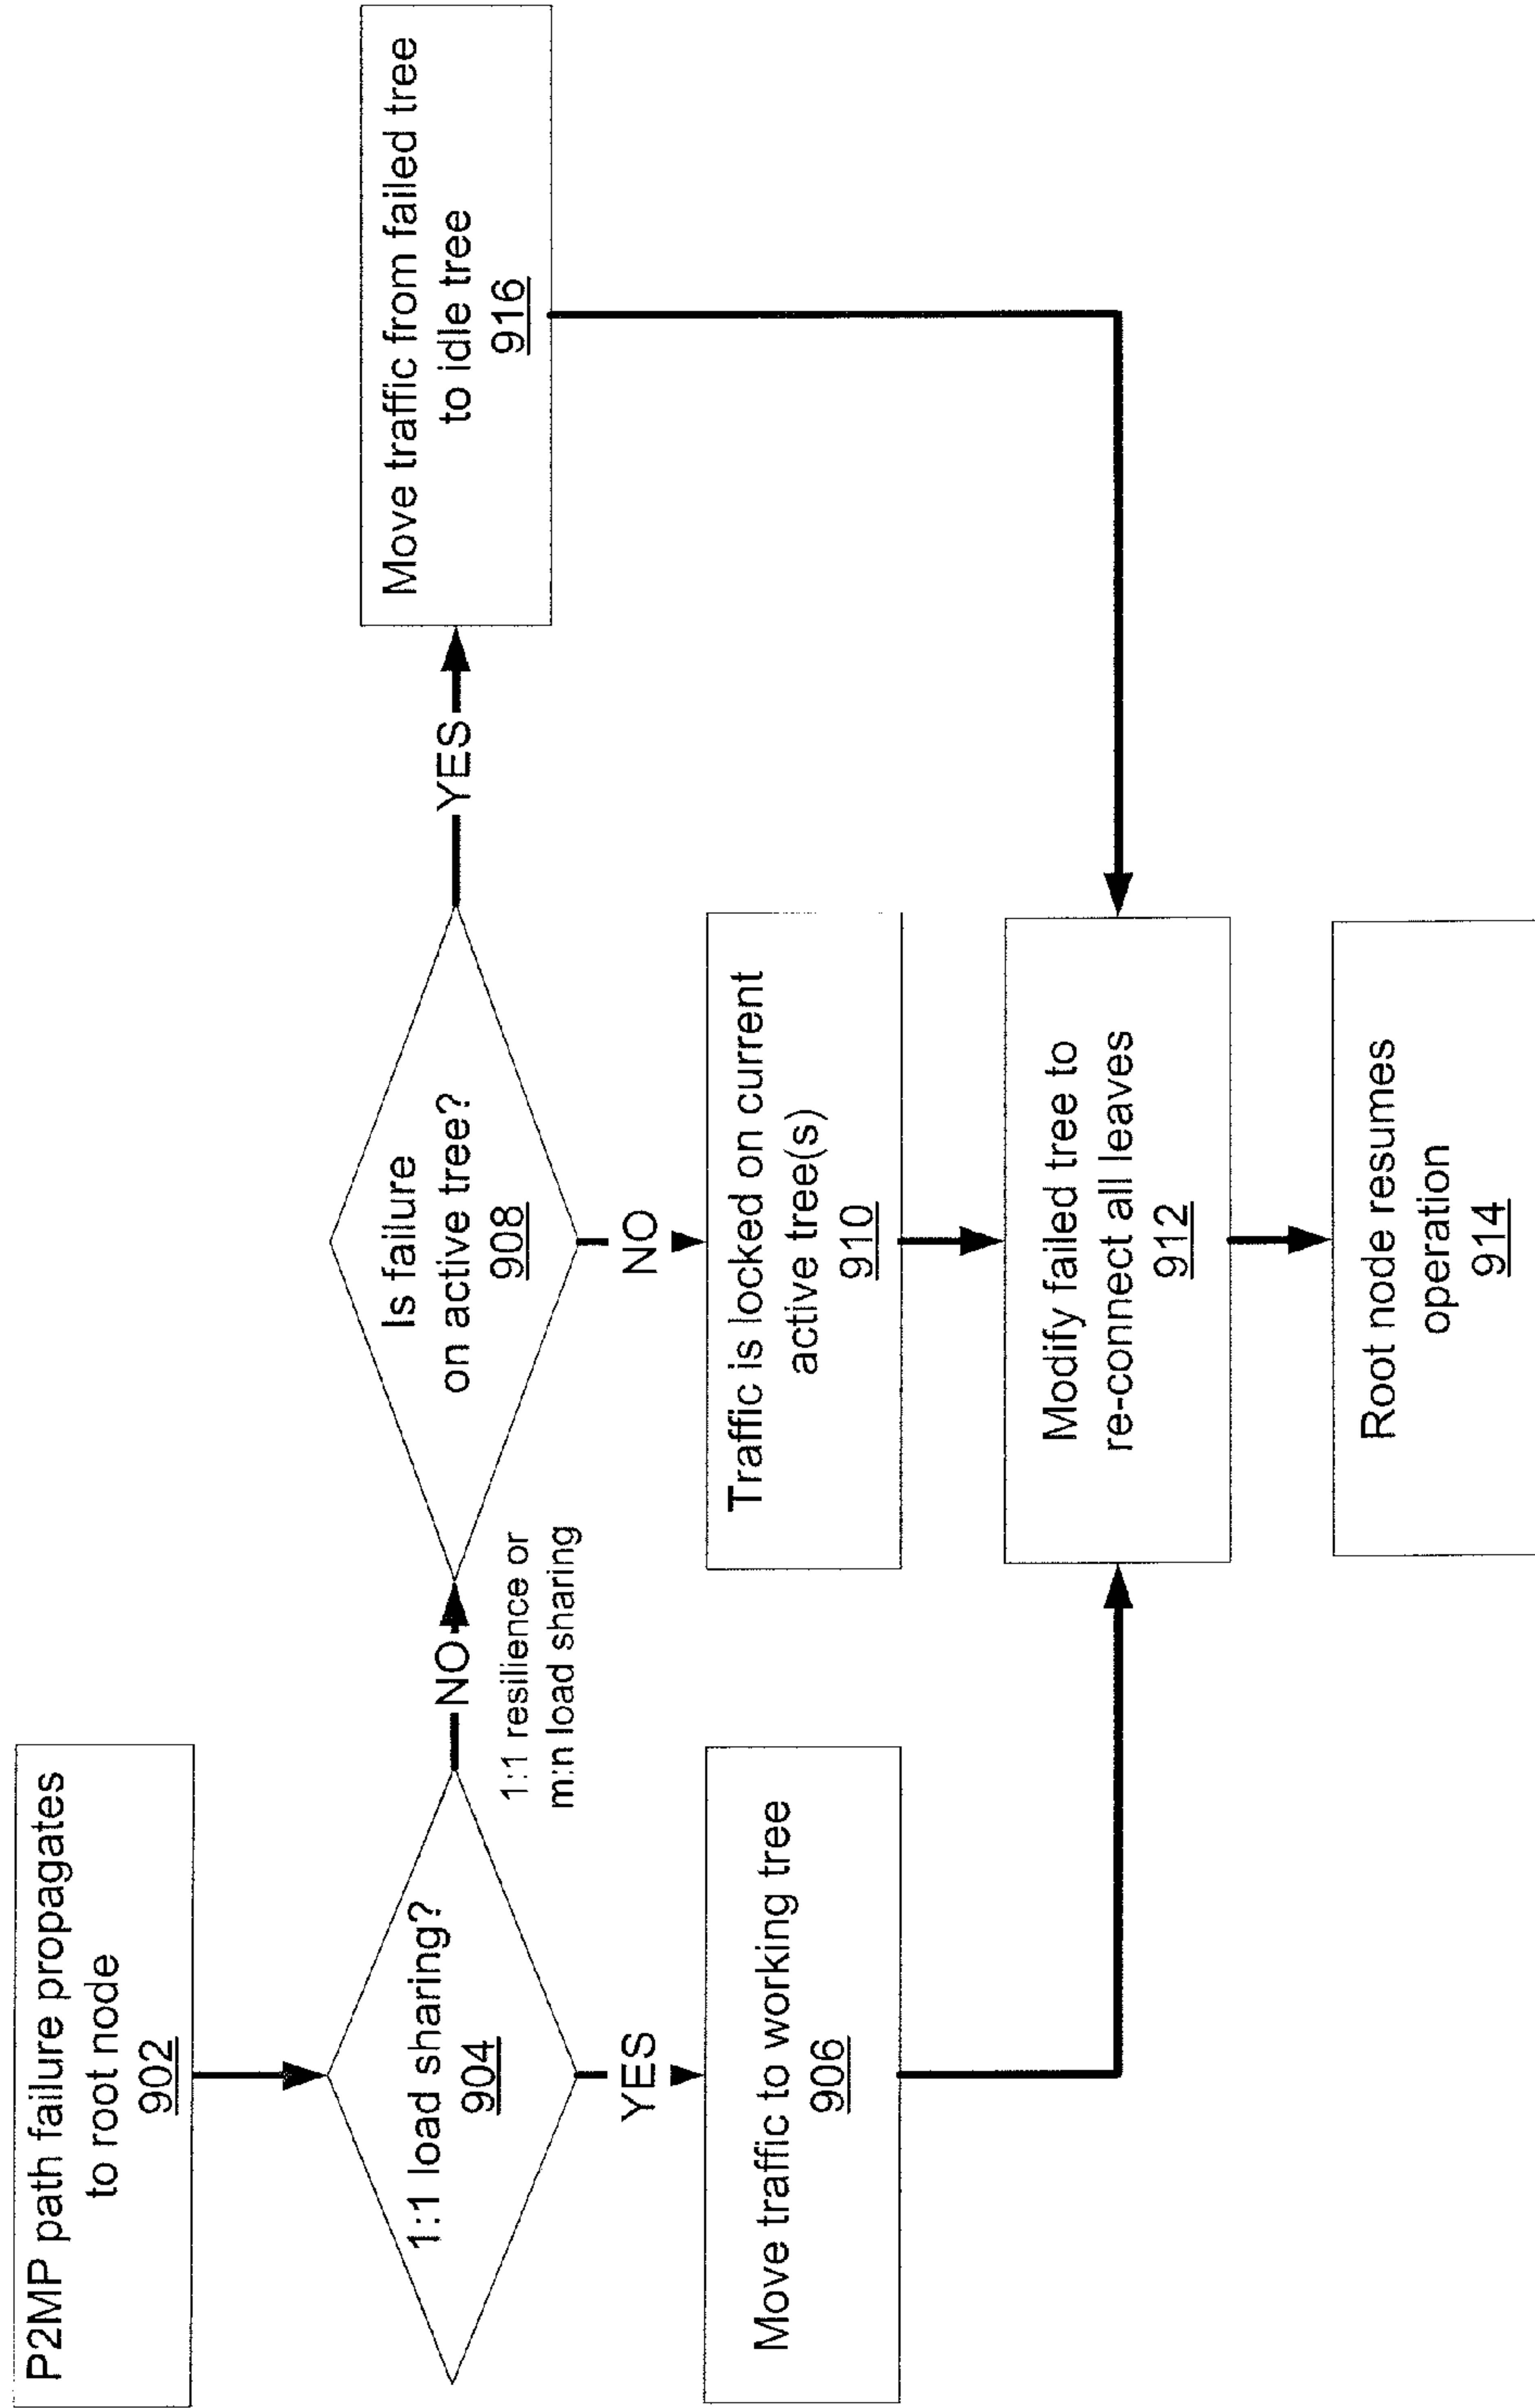 P2MP path failure propagates
to root node
902
1:1 load sharing?
904
NO
1:1 resilience or
m:n load sharing
YES
Move traffic to working tree
906
Is failure
on active tree?
908
YES
NO
Traffic is locked on current
active tree(s)
910
Move traffic from failed tree
to idle tree
916
Modify failed tree to
re-connect all leaves
912
Root node resumes
operation
914